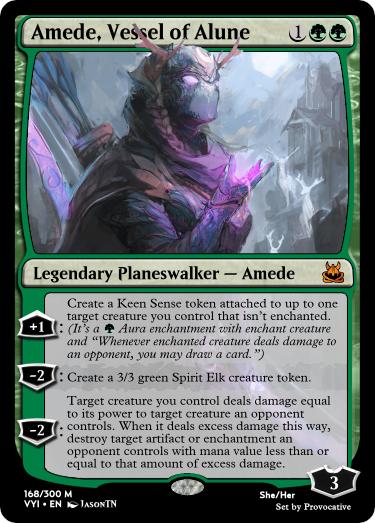 Amede, Vessel of Alune 1
Legendary Planeswalker — Amede
Create a Keen Sense token attached to up to one
target creature you control that isn't enchanted.
+1: (It's a Aura enchantment with enchant creature
and “Whenever enchanted creature deals damage to
an opponent, you may draw a card.”)
-2: Create a 3/3 green Spirit Elk creature token.
Target creature you control deals damage equal
to its power to target creature an opponent
-2: controls. When it deals excess damage this way,
destroy target artifact or enchantment an
opponent controls with mana value less than or
equal to that amount of excess damage.
3
168/300 M She/Her
VYI • EN JASONTN Set by Provocative